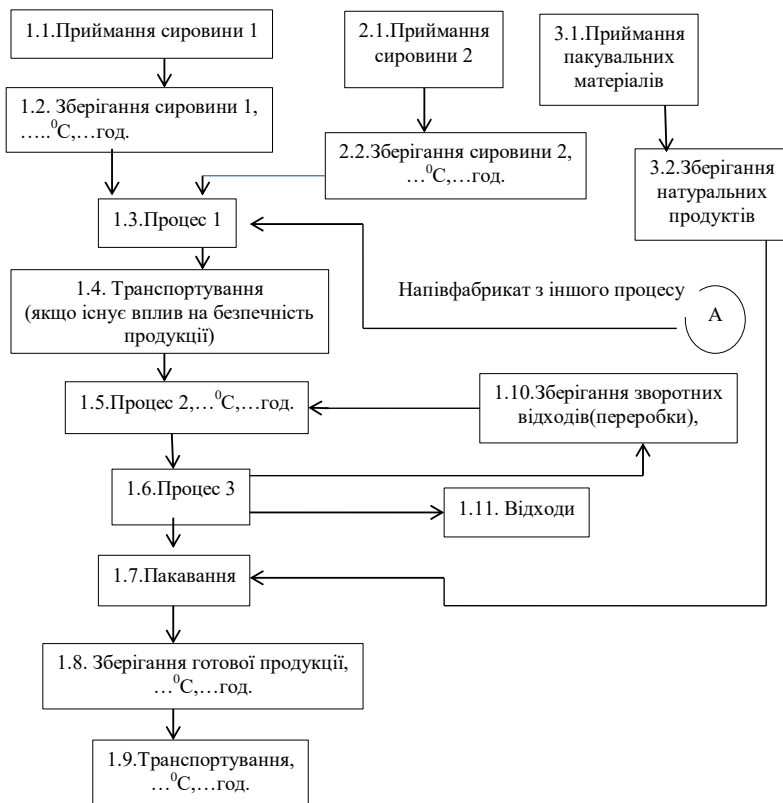 1.1.Приймання сировини 1
2.1.Приймання
сировини 2
3.1.Приймання
пакувальних
матеріалів
1.2. Зберігання сировини 1,
…..⁰С,…год.
2.2.Зберігання сировини 2,
…⁰С,…год.
3.2.Зберігання
натуральних
продуктів
1.3.Процес 1
1.4. Транспортування
(якщо існує вплив на безпечність
продукції)
Напівфабрикат з іншого процесу
А
1.5.Процес 2,…⁰С,…год.
1.10.Зберігання зворотних
відходів(переробки),
1.6.Процес 3
1.11. Відходи
1.7.Пакавання
1.8. Зберігання готової продукції,
…⁰С,…год.
1.9.Транспортування,
…⁰С,…год.